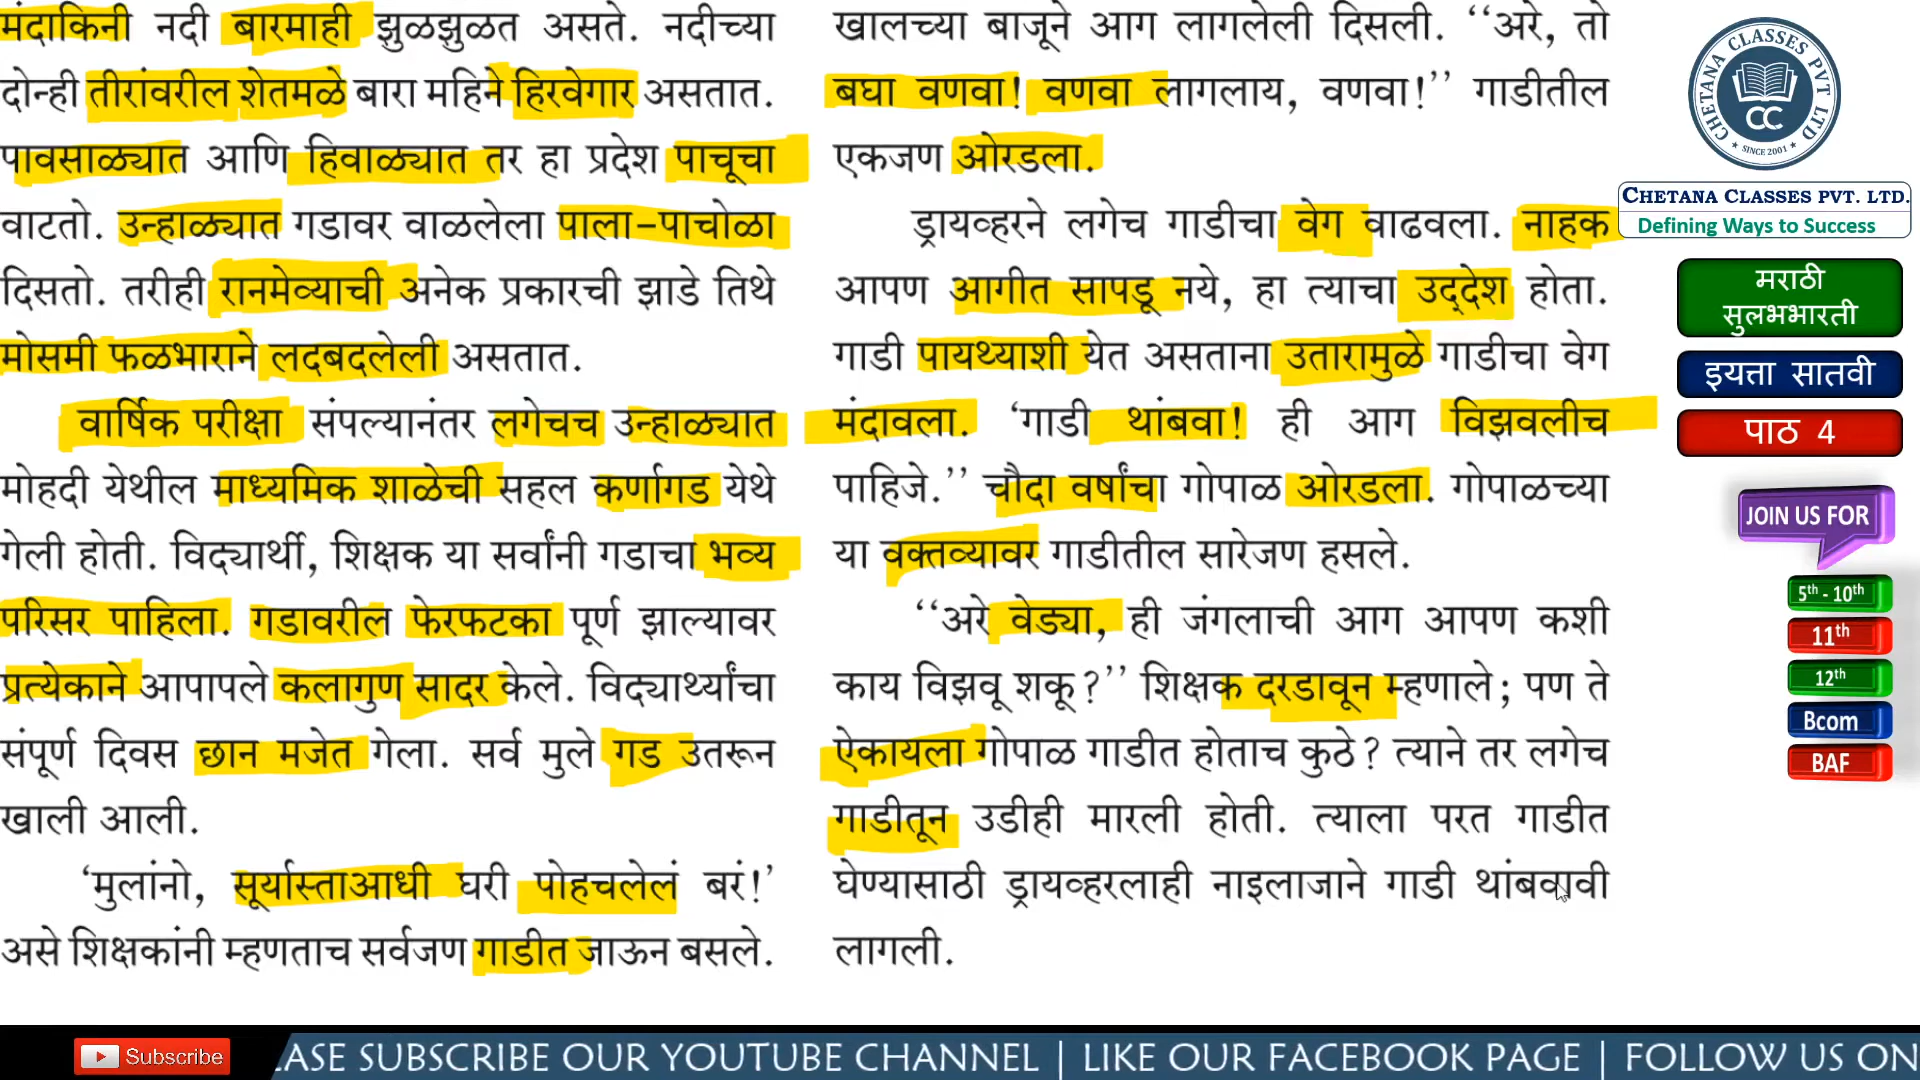 मंदाकिनी नदी बारमाही झुळझुळत असते. नदीच्या
दोन्ही तीरांवरील शेतमळे बारा महिने हिरवेगार असतात.
पावसाळ्यात आणि हिवाळ्यात तर हा प्रदेश पाचूचा
वाटतो. उन्हाळ्यात गडावर वाळलेला पाला-पाचोळा
दिसतो. तरीही रानमेव्याची अनेक प्रकारची झाडे तिथे
मोसमी फळभाराने लदबदलेली असतात.
वार्षिक परीक्षा संपल्यानंतर लगेचच उन्हाळ्यात
मोहदी येथील माध्यमिक शाळेची सहल कर्णागड येथे
गेली होती. विद्यार्थी, शिक्षक या सर्वांनी गडाचा भव्य
परिसर पाहिला. गडावरील फेरफटका पूर्ण झाल्यावर
प्रत्येकाने आपापले कलागुण सादर केले. विद्यार्थ्यांचा
संपूर्ण दिवस छान मजेत गेला. सर्व मुले गड उतरून
खाली आली.
‘मुलांनो, सूर्यास्ताआधी घरी पोहचलेलं बरं!’
असे शिक्षकांनी म्हणताच सर्वजण गाडीत जाऊन बसले.
खालच्या बाजूने आग लागलेली दिसली. ‘‘अरे, तो
बघा वणवा! वणवा लागलाय, वणवा!’’ गाडीतील
एकजण ओरडला.
ड्रायव्हरने लगेच गाडीचा वेग वाढवला. नाहक
आपण आगीत सापडू नये, हा त्याचा उद्देश होता.
गाडी पायथ्याशी येत असताना उतारामुळे गाडीचा वेग
मंदावला. ‘गाडी थांबवा! ही आग विझवलीच
पाहिजे.’’ चौदा वर्षांचा गोपाळ ओरडला. गोपाळच्या
या वक्तव्यावर गाडीतील सारेजण हसले.
‘‘अरे वेड्या, ही जंगलाची आग आपण कशी
काय विझवू शकू?’’ शिक्षक दरडावून म्हणाले; पण ते
ऐकायला गोपाळ गाडीत होताच कुठे? त्याने तर लगेच
गाडीतून उडीही मारली होती. त्याला परत गाडीत
घेण्यासाठी ड्रायव्हरलाही नाइलाजाने गाडी थांबवावी
लागली.
CHETANA CLASSES PVT LTD
CC
SINCE 2001
CHETANA CLASSES PVT. LTD.
Defining Ways to Success
मराठी
सुलभभारती
इयत्ता सातवी
पाठ 4
JOIN US FOR
5th - 10th
11th
12th
Bcom
BAF
Subscribe
ASE SUBSCRIBE OUR YOUTUBE CHANNEL | LIKE OUR FACEBOOK PAGE | FOLLOW US ON